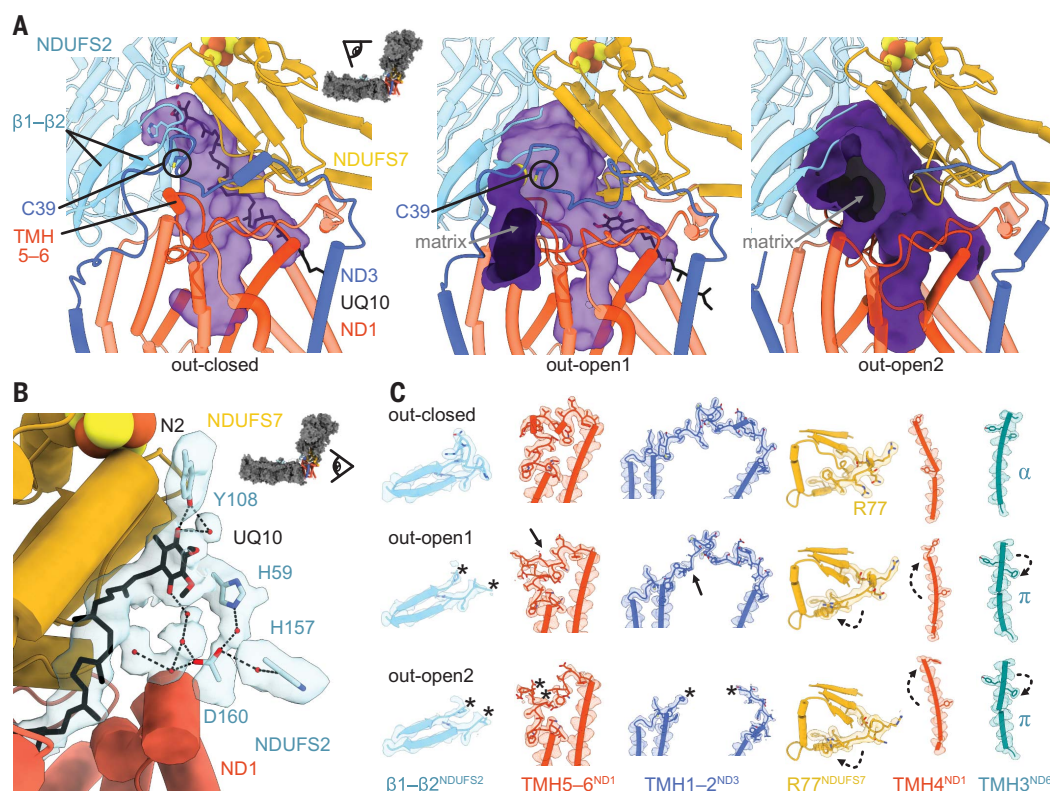 A
NDUFS2
β1–β2
C39
TMH
5–6
NDUFS7
ND3
UQ10
ND1
out-closed
C39
matrix
out-open1
matrix
out-open2
B
N2
NDUFS7
Y108
UQ10
H59
H157
D160
NDUFS2
ND1
C
out-closed
R77
α
out-open1
*
*
π
out-open2
*
*
*
*
*
*
π
β1–β2NDUFS2
TMH5–6ND1
TMH1–2ND3
R77NDUFS7
TMH4ND1
TMH3ND6